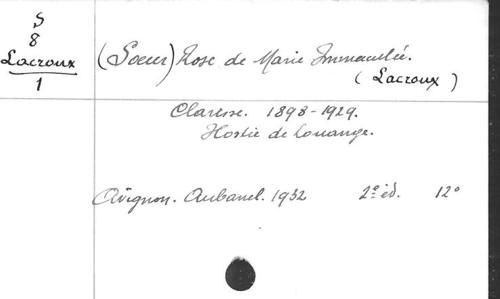 S
8
Lacroux
1
(Soeur) Rose de Marie Immaculée.
(Lacroux)
Clarisse. 1898-1929.
Hostie de Louange.
Avignon. Aubanel. 1932 2e éd. 12°